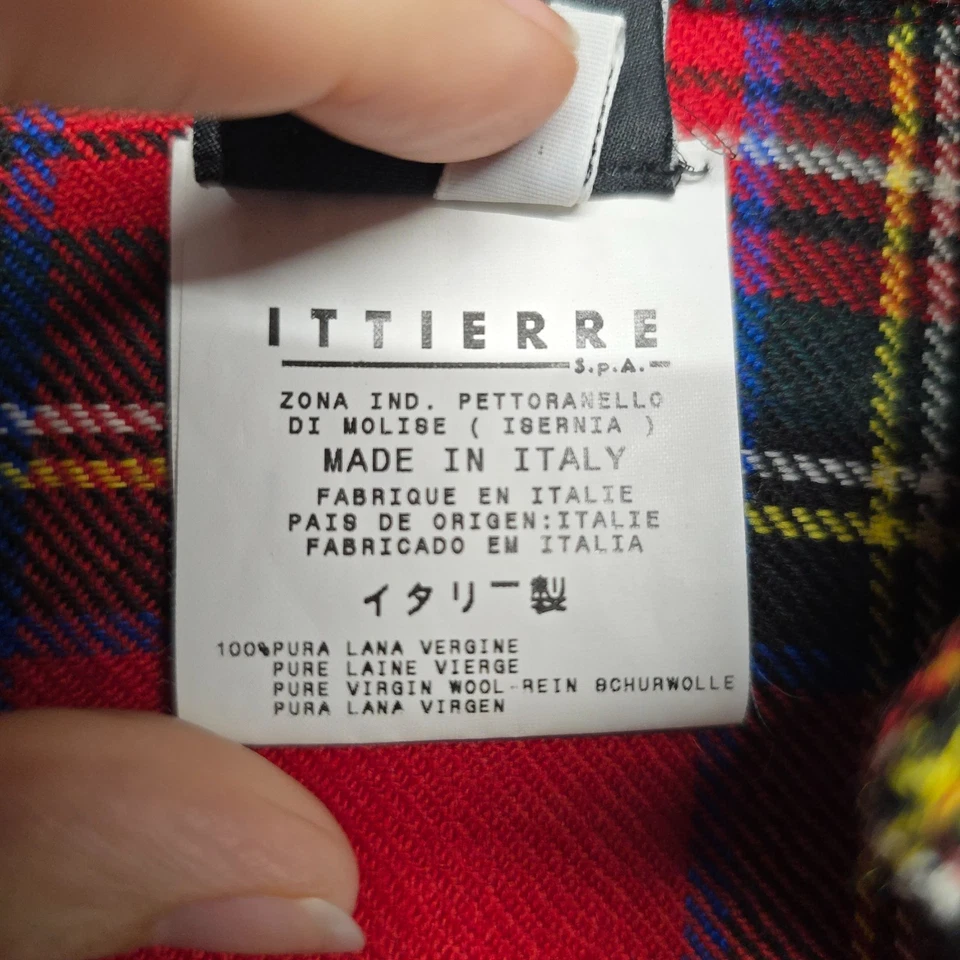 ITTIERRE
S.p.A.
ZONA IND. PETTORANELLO
DI MOLISE ( ISERNIA )
MADE IN ITALY
FABRIQUE EN ITALIE
PAIS DE ORIGEN:ITALIE
FABRICADO EM ITALIA
イタリー製
100%PURA LANA VERGINE
PURE LAINE VIERGE
PURE VIRGIN WOOL-REIN SCHURWOLLE
PURA LANA VIRGEN